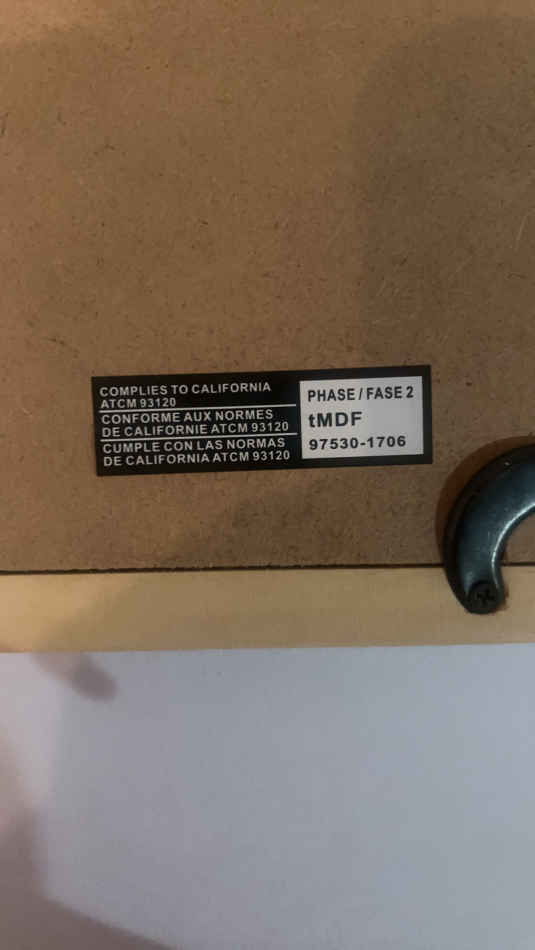 COMPLIES TO CALIFORNIA
ATCM 93120
CONFORME AUX NORMES
DE CALIFORNIE ATCM 93120
CUMPLE CON LAS NORMAS
DE CALIFORNIA ATCM 93120
PHASE / FASE 2
tMDF
97530-1706